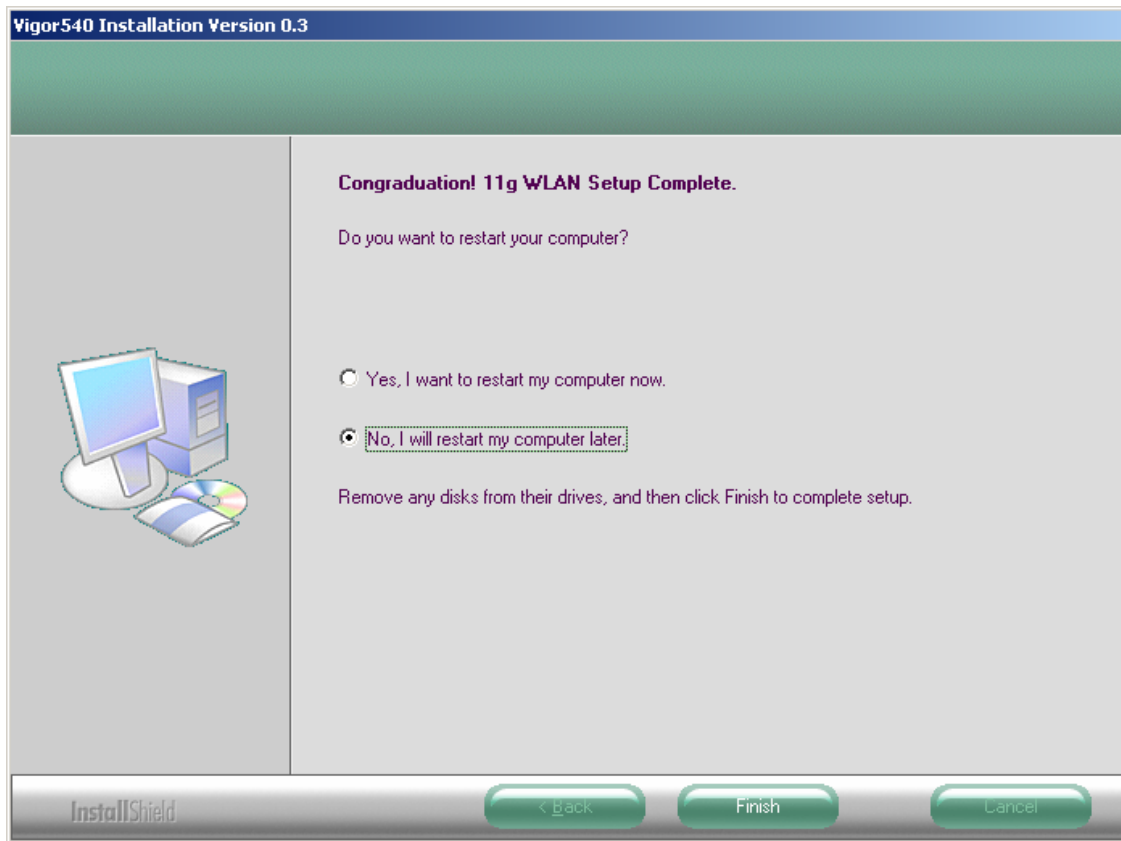 Vigor540 Installation Version 0.3
Congraduation! 11g WLAN Setup Complete.
Do you want to restart your computer?
Yes, I want to restart my computer now.
No, I will restart my computer later.
Remove any disks from their drives, and then click Finish to complete setup.
InstallShield
< Back Finish Cancel